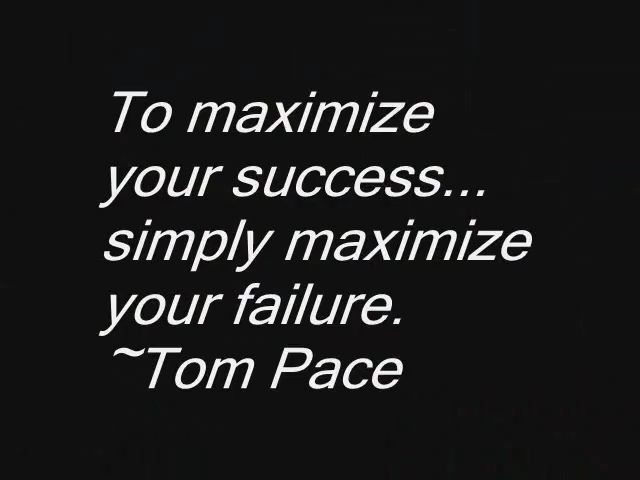 To maximize
your success...
simply maximize
your failure.
~Tom Pace